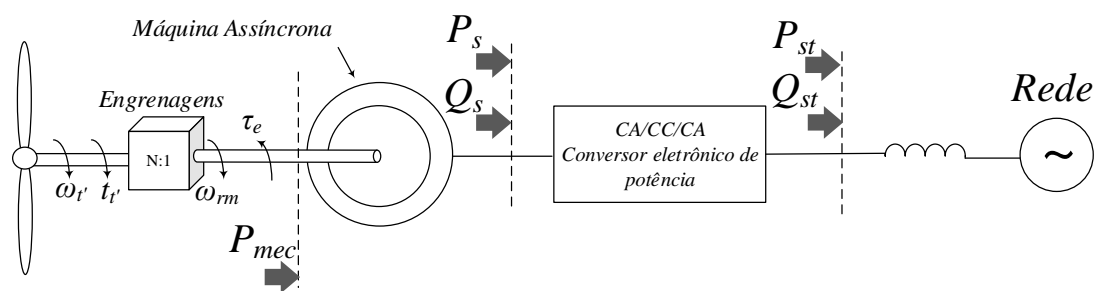 Máquina Assíncrona
P_s
P_st
Engrenagens
Q_s
Q_st
Rede
τ_e
N:1
CA/CC/CA
Conversor eletrônico de
potência
~
ω_t'
t_t'
ω_rm
P_mec